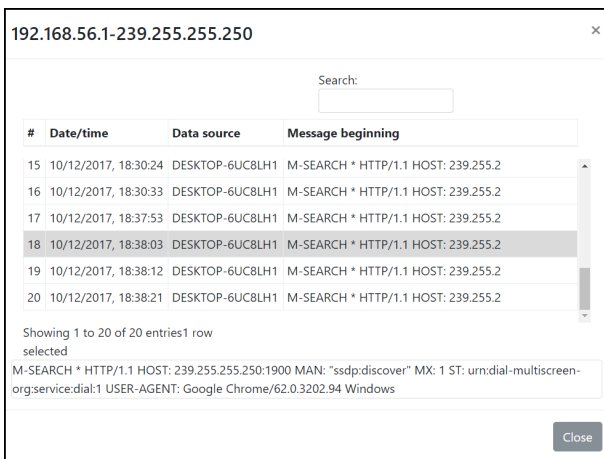 192.168.56.1-239.255.255.250 ×
Search:
# Date/time Data source Message beginning
15 10/12/2017, 18:30:24 DESKTOP-6UC8LH1 M-SEARCH * HTTP/1.1 HOST: 239.255.2
16 10/12/2017, 18:30:33 DESKTOP-6UC8LH1 M-SEARCH * HTTP/1.1 HOST: 239.255.2
17 10/12/2017, 18:37:53 DESKTOP-6UC8LH1 M-SEARCH * HTTP/1.1 HOST: 239.255.2
18 10/12/2017, 18:38:03 DESKTOP-6UC8LH1 M-SEARCH * HTTP/1.1 HOST: 239.255.2
19 10/12/2017, 18:38:12 DESKTOP-6UC8LH1 M-SEARCH * HTTP/1.1 HOST: 239.255.2
20 10/12/2017, 18:38:21 DESKTOP-6UC8LH1 M-SEARCH * HTTP/1.1 HOST: 239.255.2
Showing 1 to 20 of 20 entries1 row
selected
M-SEARCH * HTTP/1.1 HOST: 239.255.255.250:1900 MAN: "ssdp:discover" MX: 1 ST: urn:dial-multiscreen-
org:service:dial:1 USER-AGENT: Google Chrome/62.0.3202.94 Windows
Close